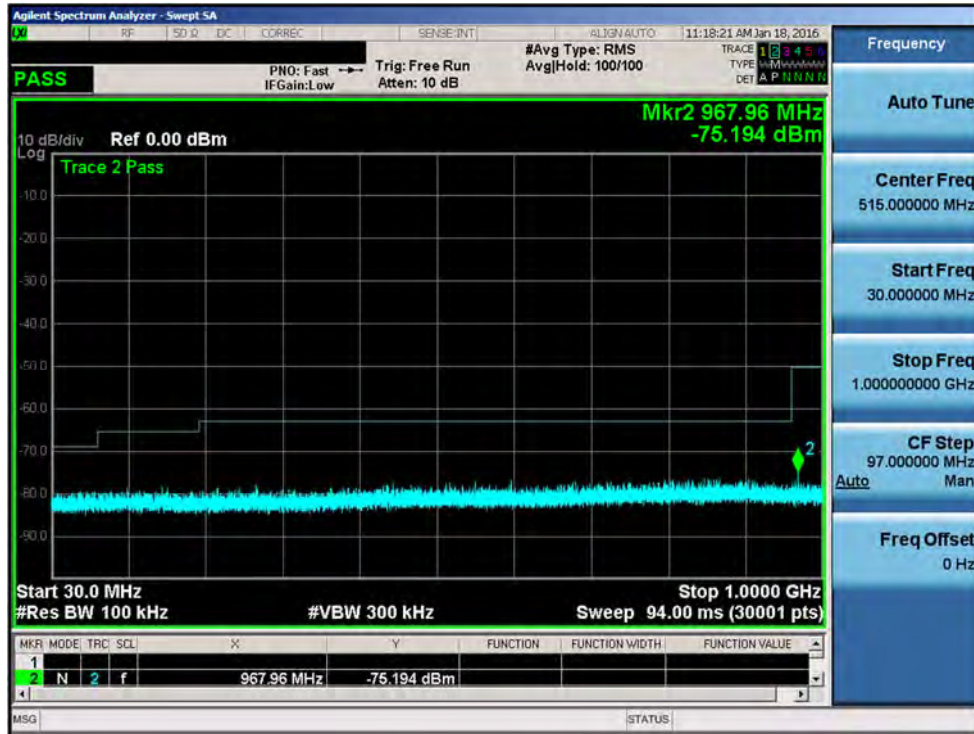 Agilent Spectrum Analyzer - Swept SA
RF 50 Ω DC CORREC SENSE:INT ALIGN AUTO 11:18:21 AM Jan 18, 2016
PASS
PNO: Fast
IFGain:Low
Trig: Free Run
Atten: 10 dB
#Avg Type: RMS
Avg|Hold: 100/100
TRACE 1 2 3 4 5 6
TYPE
DET A P N N N N
Mkr2 967.96 MHz
-75.194 dBm
10 dB/div Ref 0.00 dBm
Log
Trace 2 Pass
-10.0
-20.0
-30.0
-40.0
-50.0
-60.0
-70.0
-80.0
-90.0
2
Start 30.0 MHz Stop 1.0000 GHz
#Res BW 100 kHz #VBW 300 kHz Sweep 94.00 ms (30001 pts)
MKR MODE TRC SCL X Y FUNCTION FUNCTION WIDTH FUNCTION VALUE
1
2 N 2 f 967.96 MHz -75.194 dBm
MSG STATUS
Frequency
Auto Tune
Center Freq
515.000000 MHz
Start Freq
30.000000 MHz
Stop Freq
1.000000000 GHz
CF Step
97.000000 MHz
Auto Man
Freq Offset
0 Hz